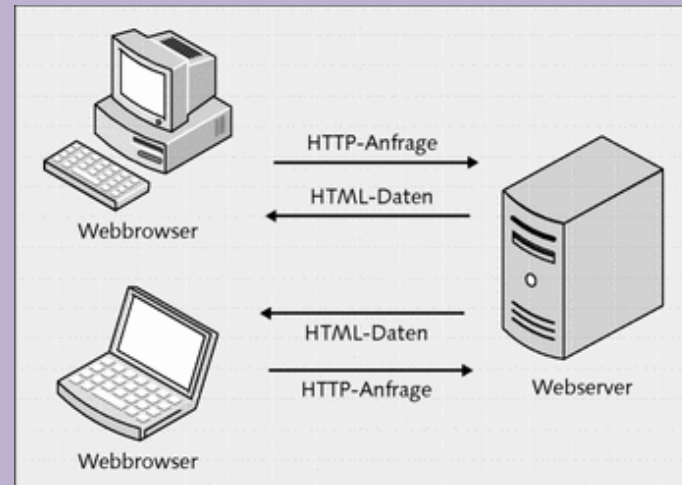 HTTP-Anfrage
HTML-Daten
Webbrowser
HTML-Daten
HTTP-Anfrage
Webserver
Webbrowser